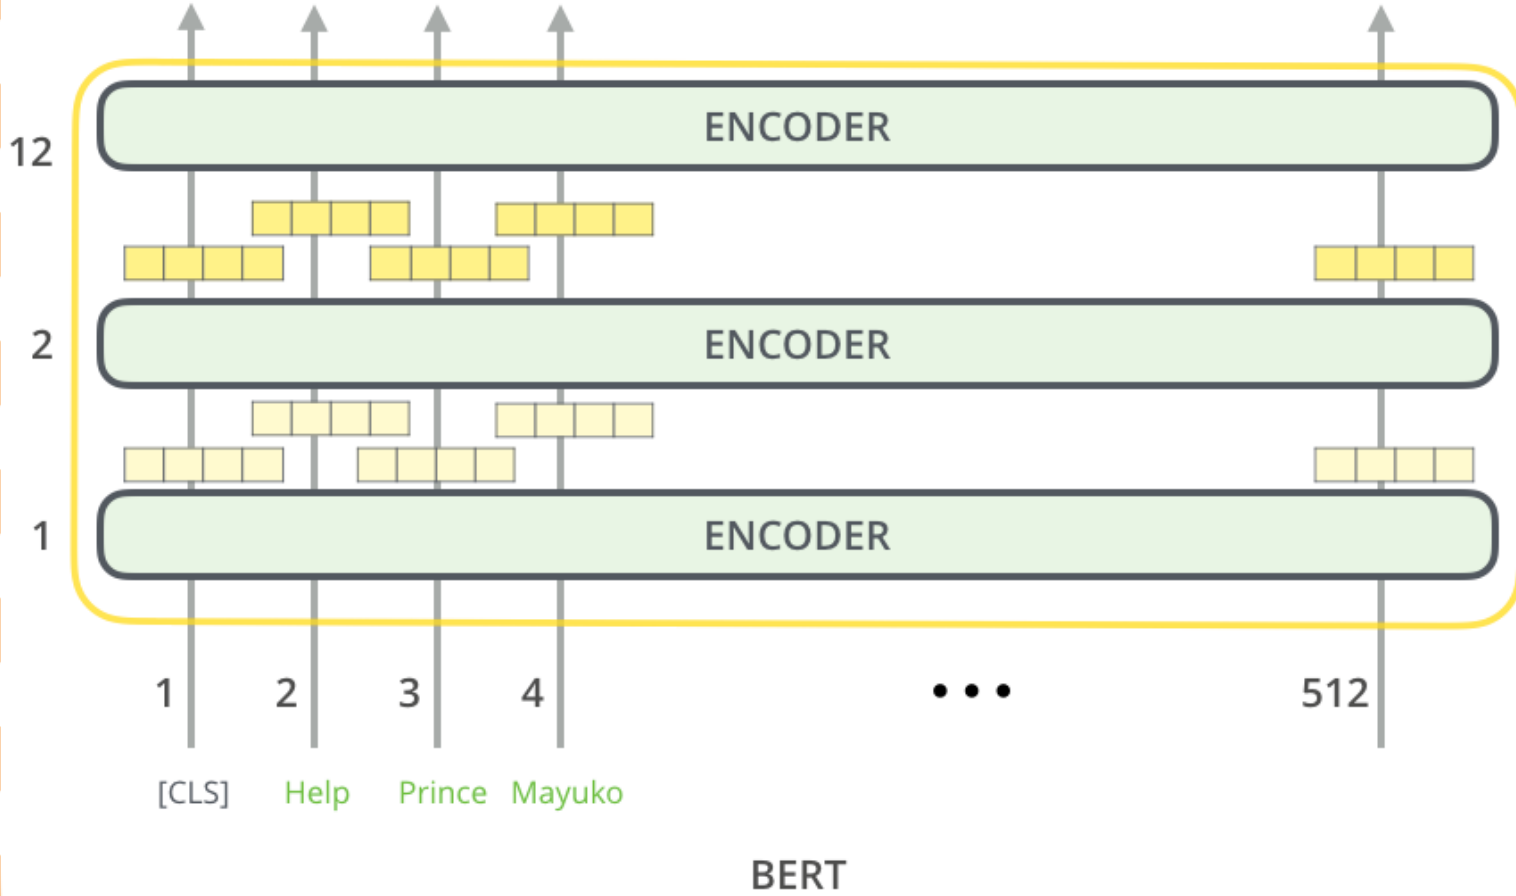 ENCODER
12
ENCODER
2
ENCODER
1
1 2 3 4 ... 512
[CLS] Help Prince Mayuko
BERT